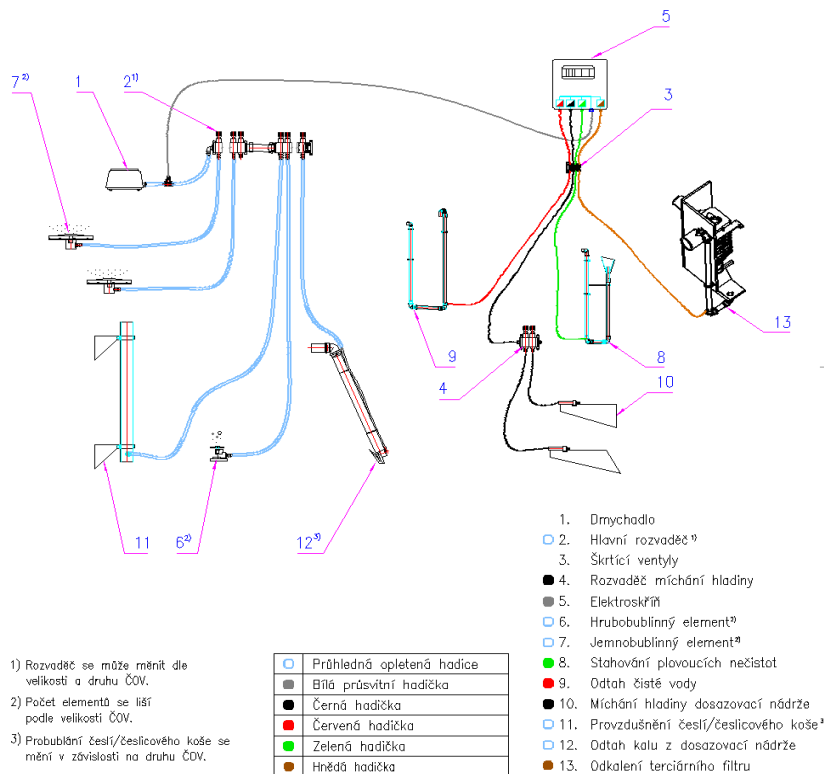 5
7²⁾
1
2¹⁾
3
9
4
8
13
10
11
6²⁾
12³⁾
1. Dmychadlo
2. Hlavní rozvaděč ¹⁾
3. Škrtící ventyly
4. Rozvaděč míchání hladiny
5. Elektroskříň
6. Hrubobublinný element²⁾
7. Jemnobublinný element²⁾
8. Stahování plovoucích nečistot
9. Odtah čisté vody
10. Míchání hladiny dosazovací nádrže
11. Provzdušnění česlí/česlicového koše³
12. Odtah kalu z dosazovací nádrže
13. Odkalení terciárního filtru
1) Rozvaděč se může měnit dle
velikosti a druhu ČOV.
2) Počet elementů se liší
podle velikosti ČOV.
3) Probublání česlí/česlicového koše se
mění v závislosti na druhu ČOV.
Průhledná opletená hadice
Bílá průsvitní hadička
Černá hadička
Červená hadička
Zelená hadička
Hnědá hadička